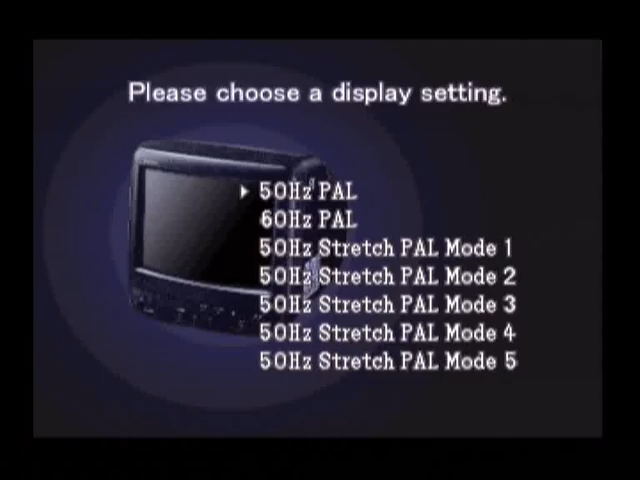 Please choose a display setting.
50Hz PAL
60Hz PAL
50Hz Stretch PAL Mode 1
50Hz Stretch PAL Mode 2
50Hz Stretch PAL Mode 3
50Hz Stretch PAL Mode 4
50Hz Stretch PAL Mode 5